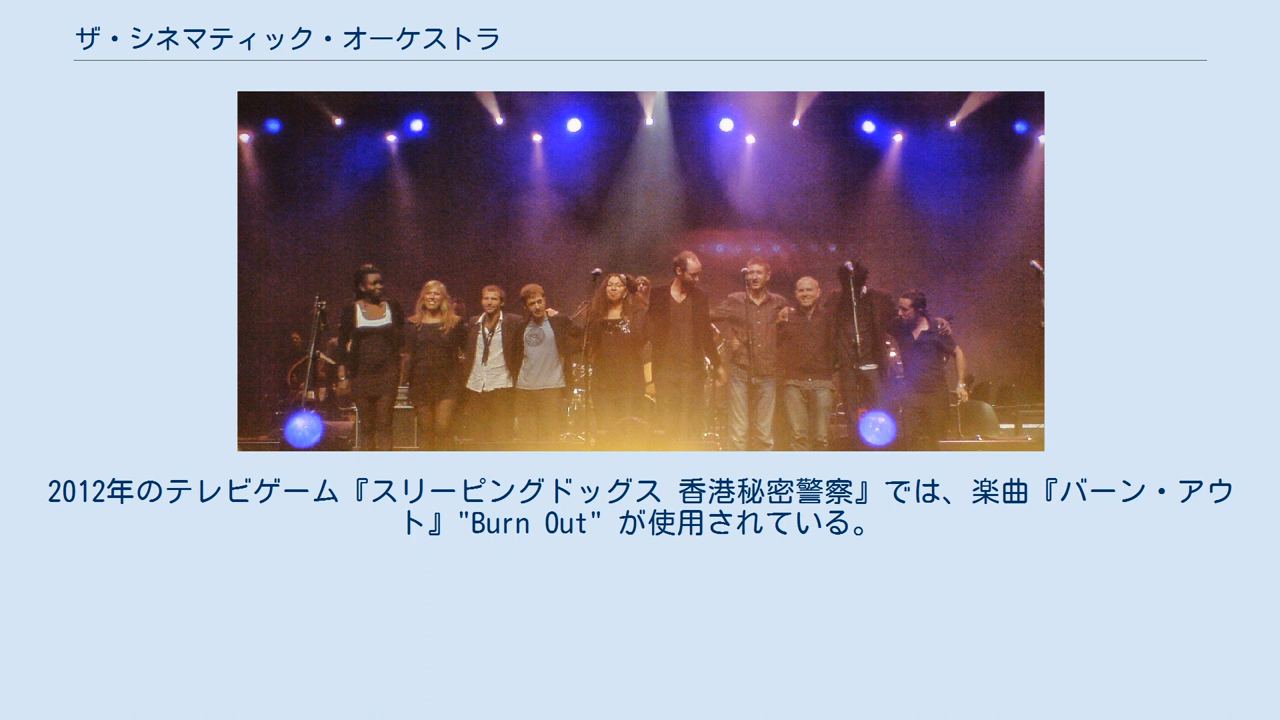 ザ・シネマティック・オーケストラ
2012年のテレビゲーム『スリーピングドッグス 香港秘密警察』では、楽曲『バーン・アウ
ト』"Burn Out" が使用されている。